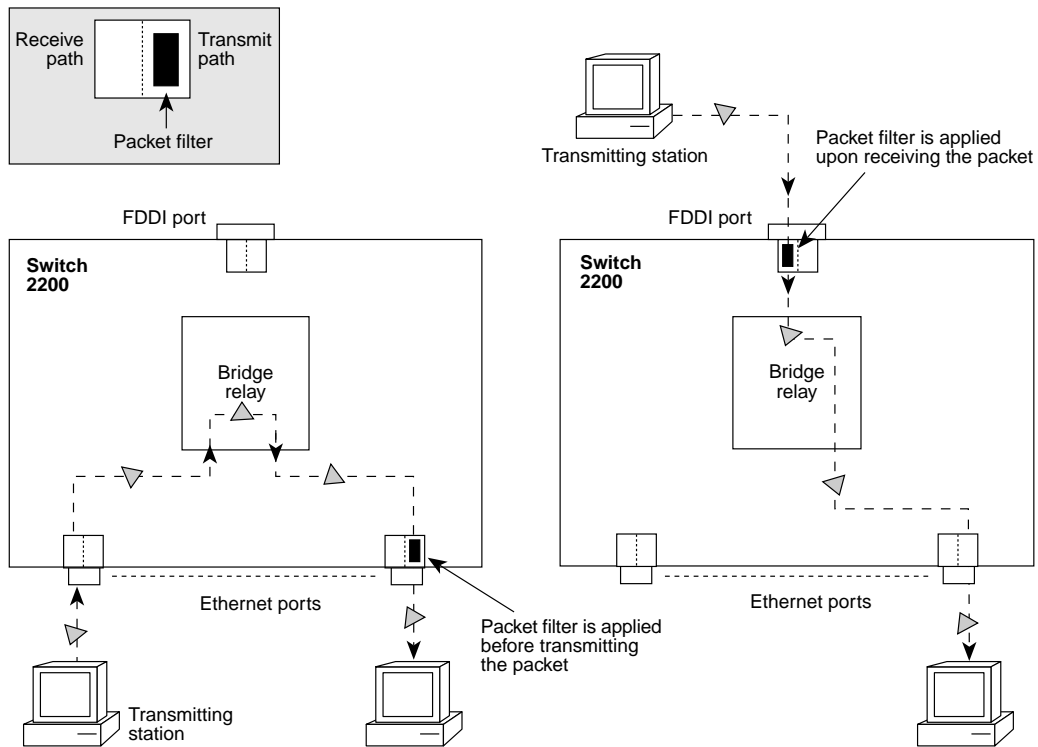 Receive
path
Transmit
path
Packet filter
FDDI port
Switch
2200
Bridge
relay
Ethernet ports
Packet filter is applied
before transmitting
the packet
Transmitting
station
Transmitting station
Packet filter is applied
upon receiving the packet
FDDI port
Switch
2200
Bridge
relay
Ethernet ports